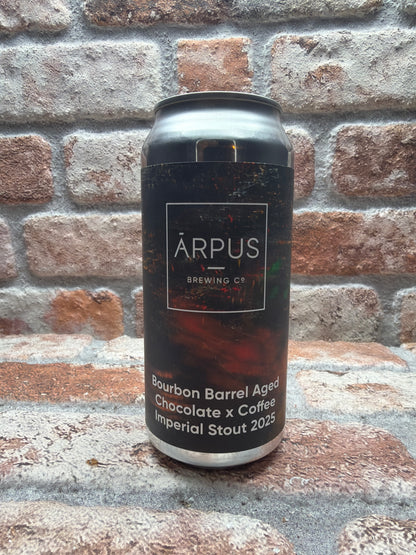 ĀRPUS
BREWING Cº
Bourbon Barrel Aged
Chocolate x Coffee
Imperial Stout 2025